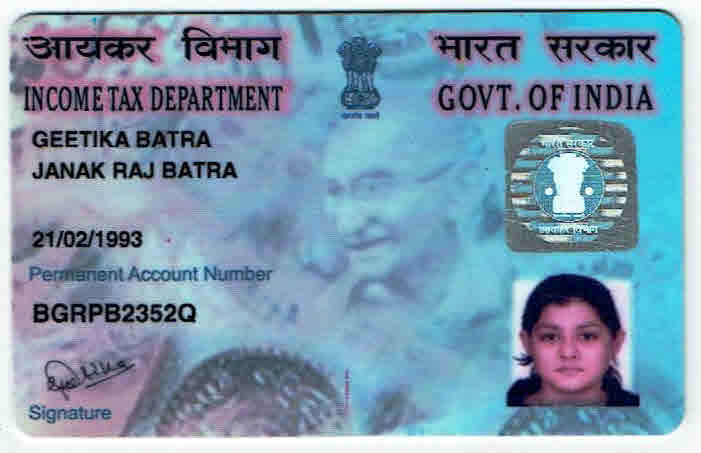 आयकर विभाग
भारत सरकार
INCOME TAX DEPARTMENT
GOVT. OF INDIA
सत्यमेव जयते
GEETIKA BATRA
JANAK RAJ BATRA
भारत सरकार
आयकर विभाग
21/02/1993
Permanent Account Number
BGRPB2352Q
Geetika
Signature